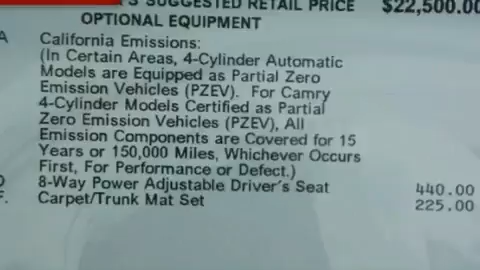 SUGGESTED RETAIL PRICE $22,500.00
OPTIONAL EQUIPMENT
A California Emissions:
(In Certain Areas, 4-Cylinder Automatic
Models are Equipped as Partial Zero
Emission Vehicles (PZEV). For Camry
4-Cylinder Models Certified as Partial
Zero Emission Vehicles (PZEV), All
Emission Components are Covered for 15
Years or 150,000 Miles, Whichever Occurs
First, For Performance or Defect.)
8-Way Power Adjustable Driver's Seat 440.00
F. Carpet/Trunk Mat Set 225.00